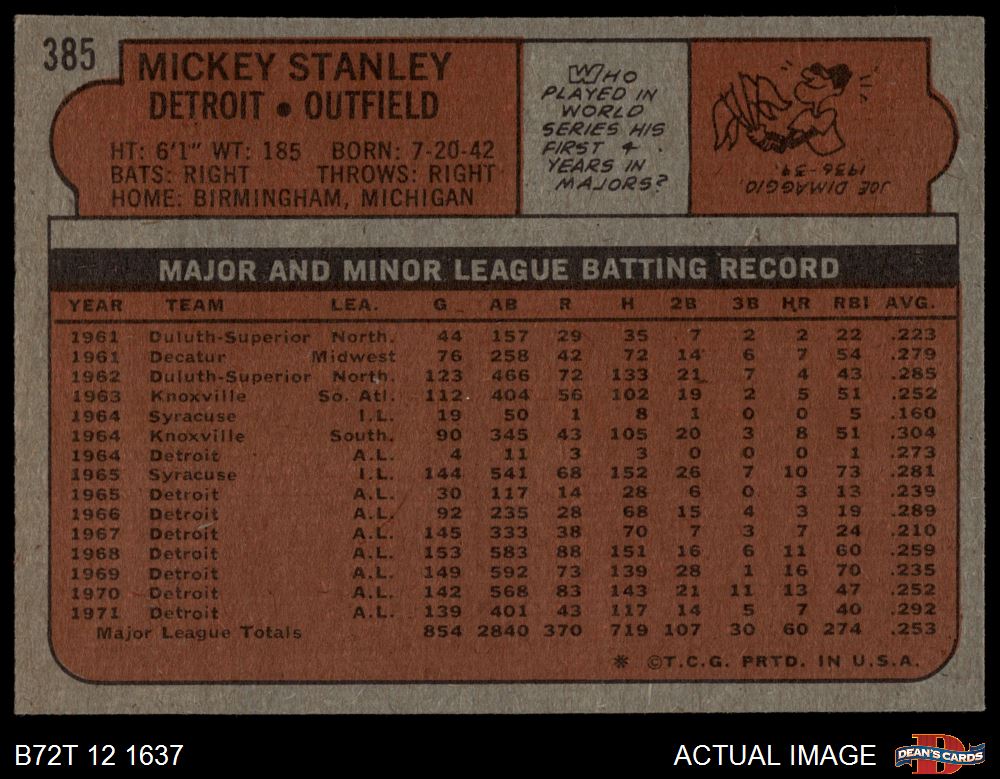 385
MICKEY STANLEY
DETROIT • OUTFIELD
HT: 6'1" WT: 185 BORN: 7-20-42
BATS: RIGHT THROWS: RIGHT
HOME: BIRMINGHAM, MICHIGAN
WHO
PLAYED IN
WORLD
SERIES HIS
FIRST 4
YEARS IN
MAJORS?
JOE DIMAGGIO.
1936-39.
MAJOR AND MINOR LEAGUE BATTING RECORD
YEAR TEAM LEA. G AB R H 2B 3B HR RBI AVG.
1961 Duluth-Superior North. 44 157 29 35 7 2 2 22 .223
1961 Decatur Midwest 76 258 42 72 14 6 7 54 .279
1962 Duluth-Superior North. 123 466 72 133 21 7 4 43 .285
1963 Knoxville So. Atl. 112 404 56 102 19 2 5 51 .252
1964 Syracuse I.L. 19 50 1 8 1 0 0 5 .160
1964 Knoxville South. 90 345 43 105 20 3 8 51 .304
1964 Detroit A.L. 4 11 3 3 0 0 0 1 .273
1965 Syracuse I.L. 144 541 68 152 26 7 10 73 .281
1965 Detroit A.L. 30 117 14 28 6 0 3 13 .239
1966 Detroit A.L. 92 235 28 68 15 4 3 19 .289
1967 Detroit A.L. 145 333 38 70 7 3 7 24 .210
1968 Detroit A.L. 153 583 88 151 16 6 11 60 .259
1969 Detroit A.L. 149 592 73 139 28 1 16 70 .235
1970 Detroit A.L. 142 568 83 143 21 11 13 47 .252
1971 Detroit A.L. 139 401 43 117 14 5 7 40 .292
Major League Totals 854 2840 370 719 107 30 60 274 .253
* ©T.C.G. PRTD. IN U.S.A.
B72T 12 1637
ACTUAL IMAGE
D
DEAN'S CARDS